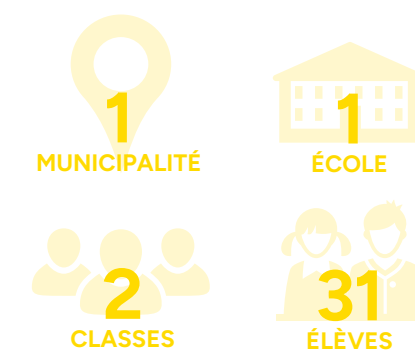 1
MUNICIPALITÉ
1
ÉCOLE
2
CLASSES
31
ÉLÈVES